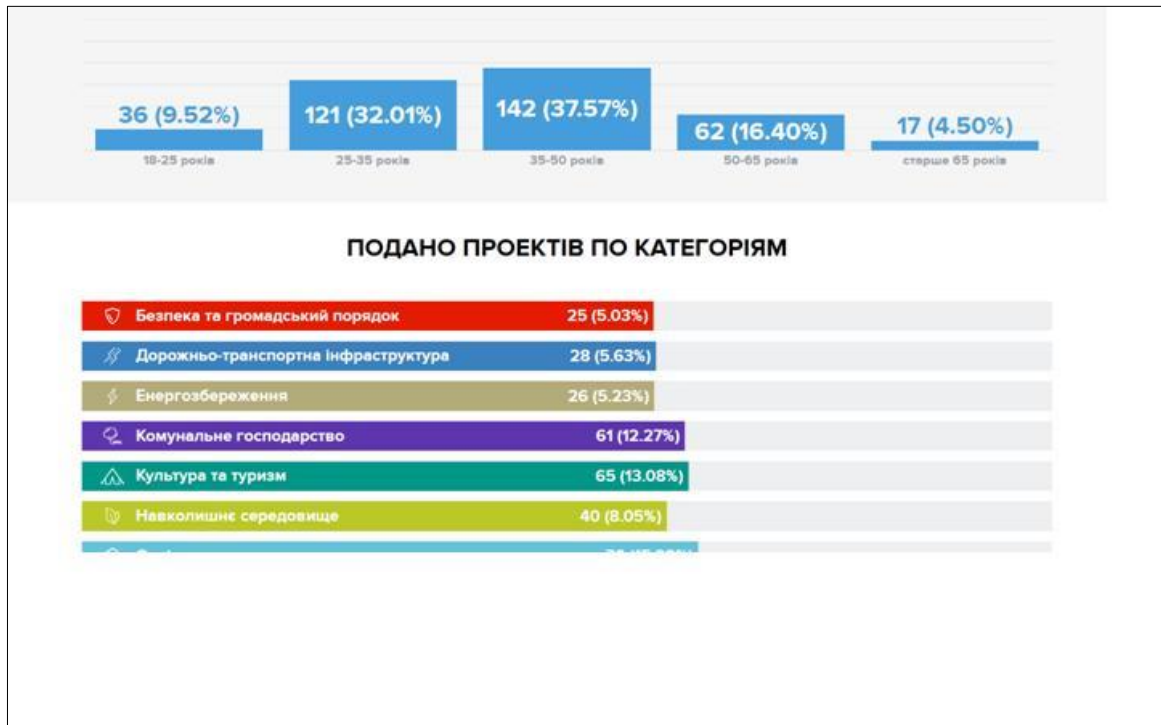 36 (9.52%) 121 (32.01%) 142 (37.57%) 62 (16.40%) 17 (4.50%)
18-25 років 25-35 років 35-50 років 50-65 років старше 65 років
ПОДАНО ПРОЕКТІВ ПО КАТЕГОРІЯМ
Безпека та громадський порядок 25 (5.03%)
Дорожньо-транспортна інфраструктура 28 (5.63%)
Енергозбереження 26 (5.23%)
Комунальне господарство 61 (12.27%)
Культура та туризм 65 (13.08%)
Навколишнє середовище 40 (8.05%)